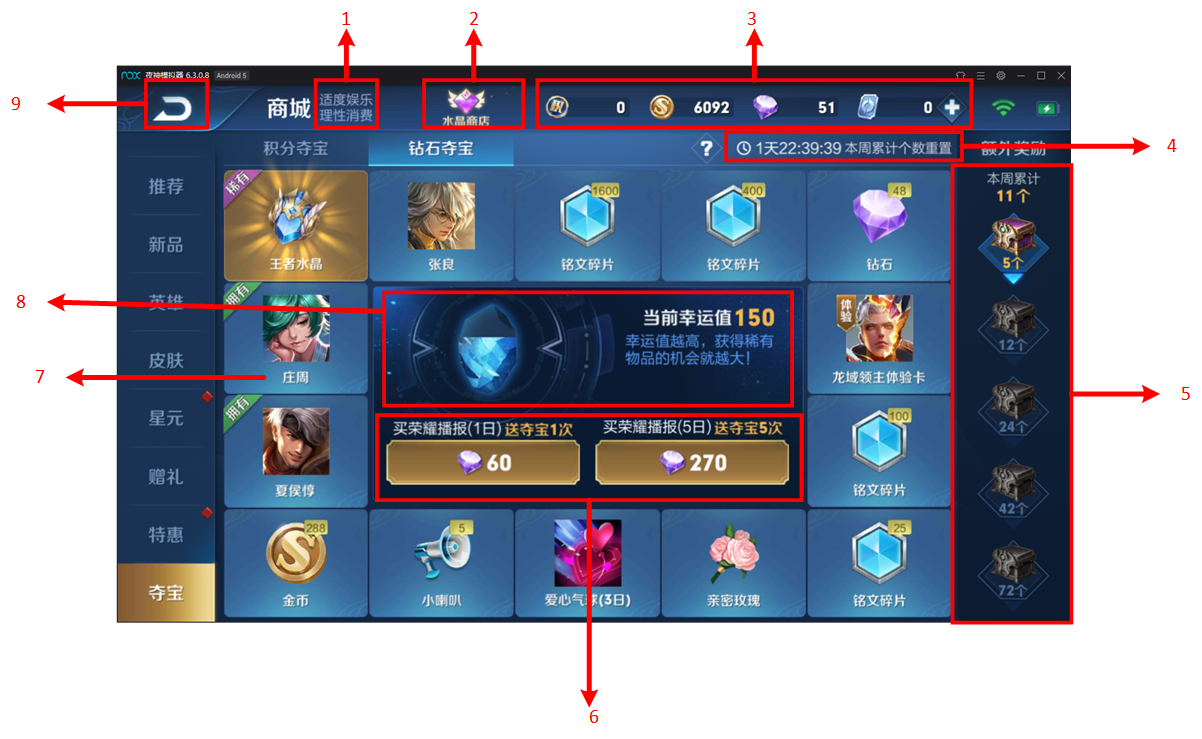 1
2
3
nox 夜神模拟器 6.3.0.8 Android 5
9
商城
适度娱乐
理性消费
水晶商店
0
6092
51
0
积分夺宝
钻石夺宝
?
1天22:39:39 本周累计个数重置
额外奖励
4
推荐
新品
英雄
皮肤
星元
赠礼
特惠
夺宝
稀有
王者水晶
张良
1600
铭文碎片
400
铭文碎片
48
钻石
本周累计
11个
5个
12个
24个
42个
72个
5
8
7
拥有
庄周
当前幸运值150
幸运值越高，获得稀有
物品的机会就越大！
体验
龙域领主体验卡
拥有
夏侯惇
买荣耀播报(1日)送夺宝1次
60
买荣耀播报(5日)送夺宝5次
270
100
铭文碎片
288
金币
5
小喇叭
爱心气球(3日)
亲密玫瑰
25
铭文碎片
6